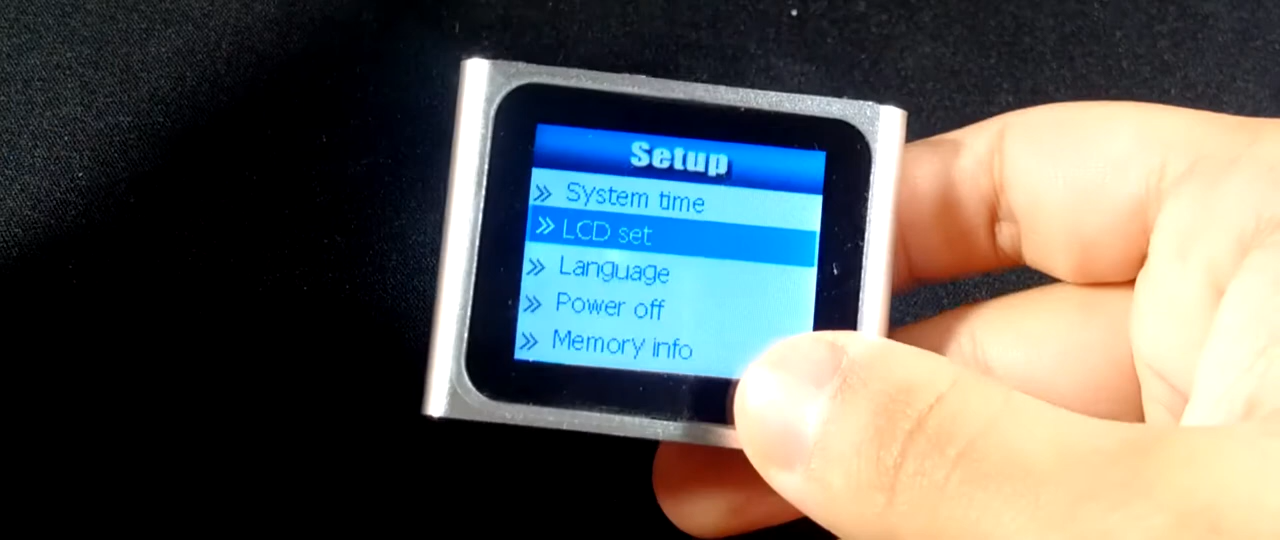 Setup
» System time
» LCD set
» Language
» Power off
» Memory info